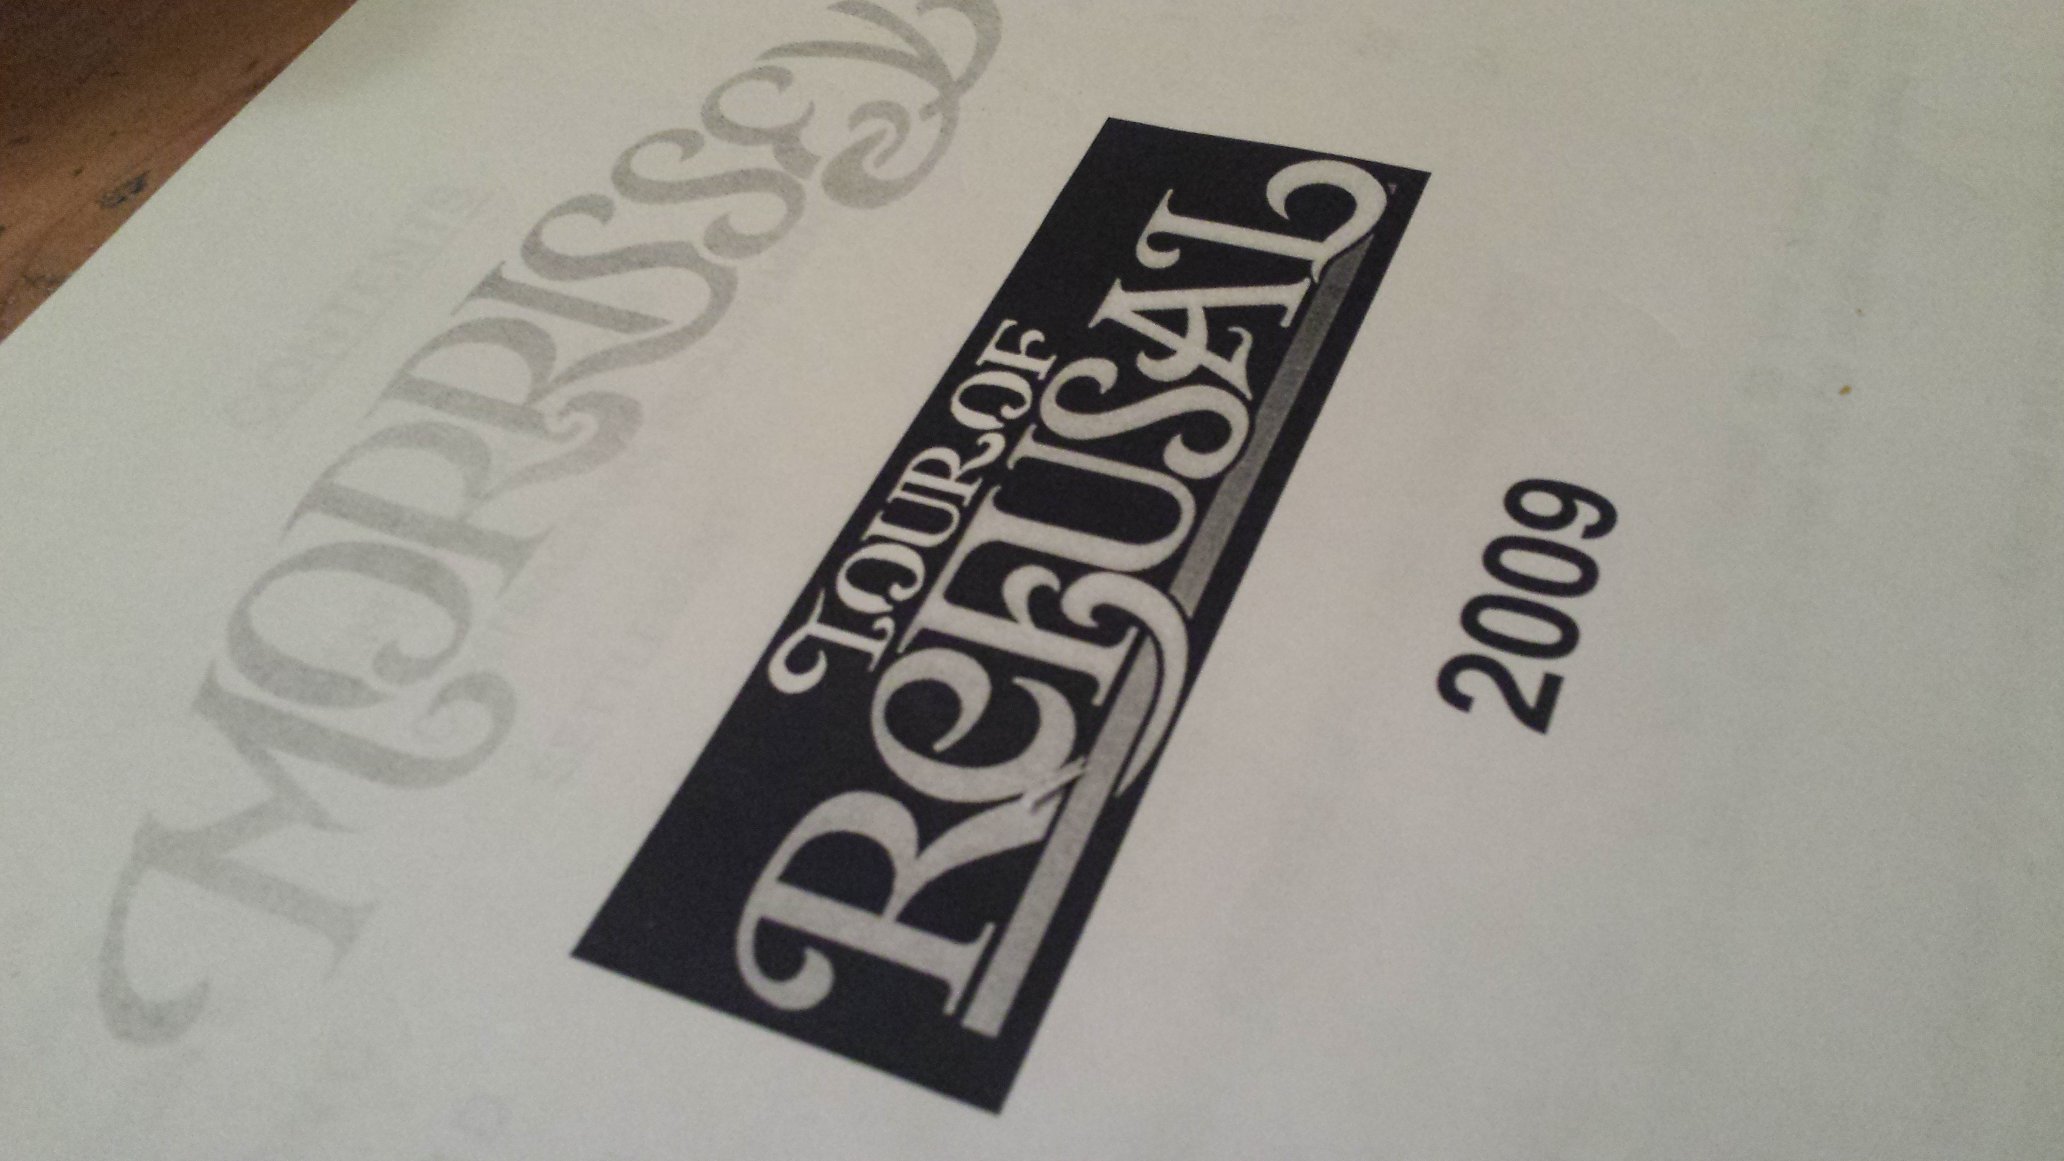 MORRISSEY
TOUR OF
REFUSAL
2009